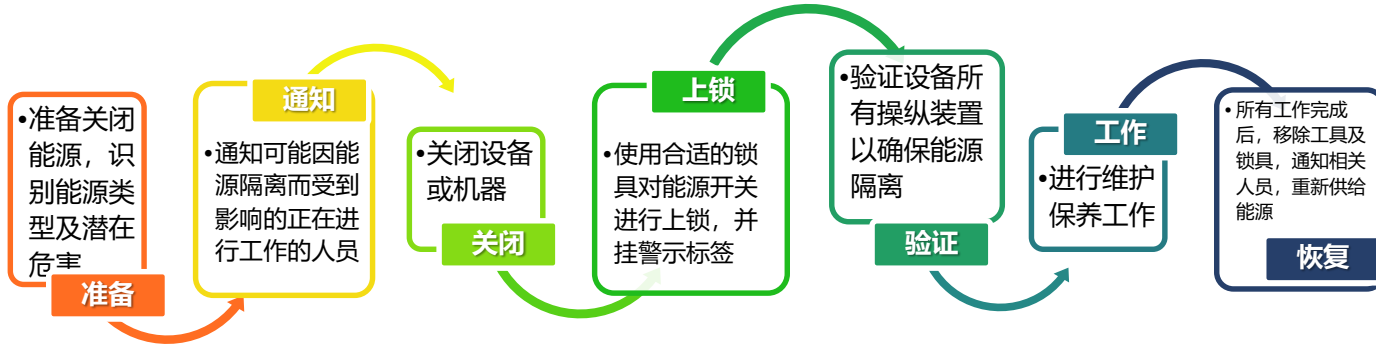 •准备关闭
能源，识
别能源类
型及潜在
危害
准备
通知
•通知可能因能
源隔离而受到
影响的正在进
行工作的人员
•关闭设备
或机器
关闭
上锁
•使用合适的锁
具对能源开关
进行上锁，并
挂警示标签
•验证设备所
有操纵装置
以确保能源
隔离
验证
工作
•进行维护
保养工作
•所有工作完成
后，移除工具及
锁具，通知相关
人员，重新供给
能源
恢复